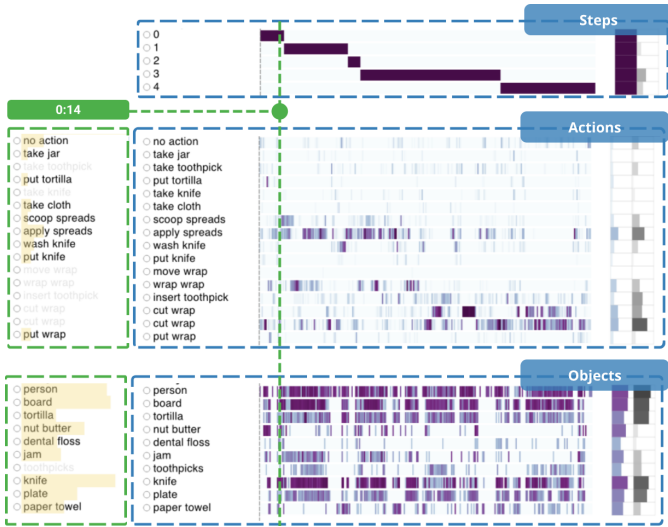 Steps
0
1
2
3
4
0:14
Actions
no action
take jar
take toothpick
put tortilla
take knife
take cloth
scoop spreads
apply spreads
wash knife
put knife
move wrap
wrap wrap
insert toothpick
cut wrap
cut wrap
put wrap
no action
take jar
take toothpick
put tortilla
take knife
take cloth
scoop spreads
apply spreads
wash knife
put knife
move wrap
wrap wrap
insert toothpick
cut wrap
cut wrap
put wrap
Objects
person
board
tortilla
nut butter
dental floss
jam
toothpicks
knife
plate
paper towel
person
board
tortilla
nut butter
dental floss
jam
toothpicks
knife
plate
paper towel